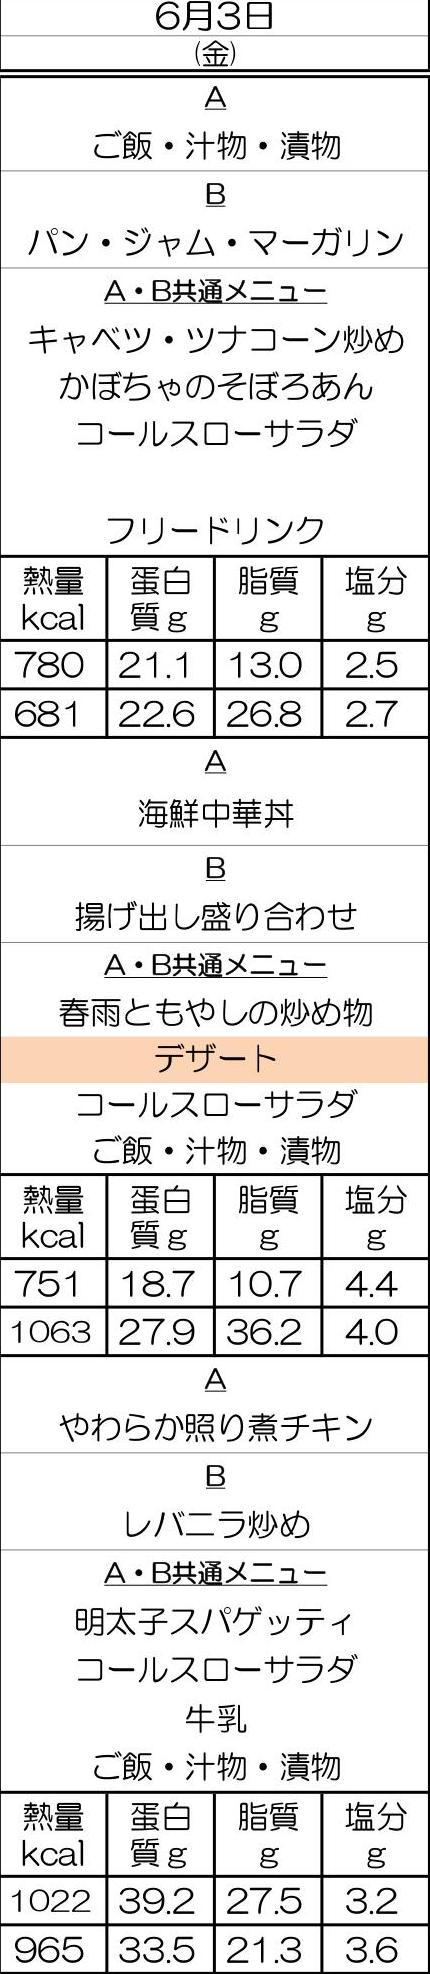 6月3日
(金)
A
ご飯・汁物・漬物
B
パン・ジャム・マーガリン
A・B共通メニュー
キャベツ・ツナコーン炒め
かぼちゃのそぼろあん
コールスローサラダ
フリードリンク
熱量 蛋白 脂質 塩分
kcal 質g g g
780 21.1 13.0 2.5
681 22.6 26.8 2.7
A
海鮮中華丼
B
揚げ出し盛り合わせ
A・B共通メニュー
春雨ともやしの炒め物
デザート
コールスローサラダ
ご飯・汁物・漬物
熱量 蛋白 脂質 塩分
kcal 質g g g
751 18.7 10.7 4.4
1063 27.9 36.2 4.0
A
やわらか照り煮チキン
B
レバニラ炒め
A・B共通メニュー
明太子スパゲッティ
コールスローサラダ
牛乳
ご飯・汁物・漬物
熱量 蛋白 脂質 塩分
kcal 質g g g
1022 39.2 27.5 3.2
965 33.5 21.3 3.6